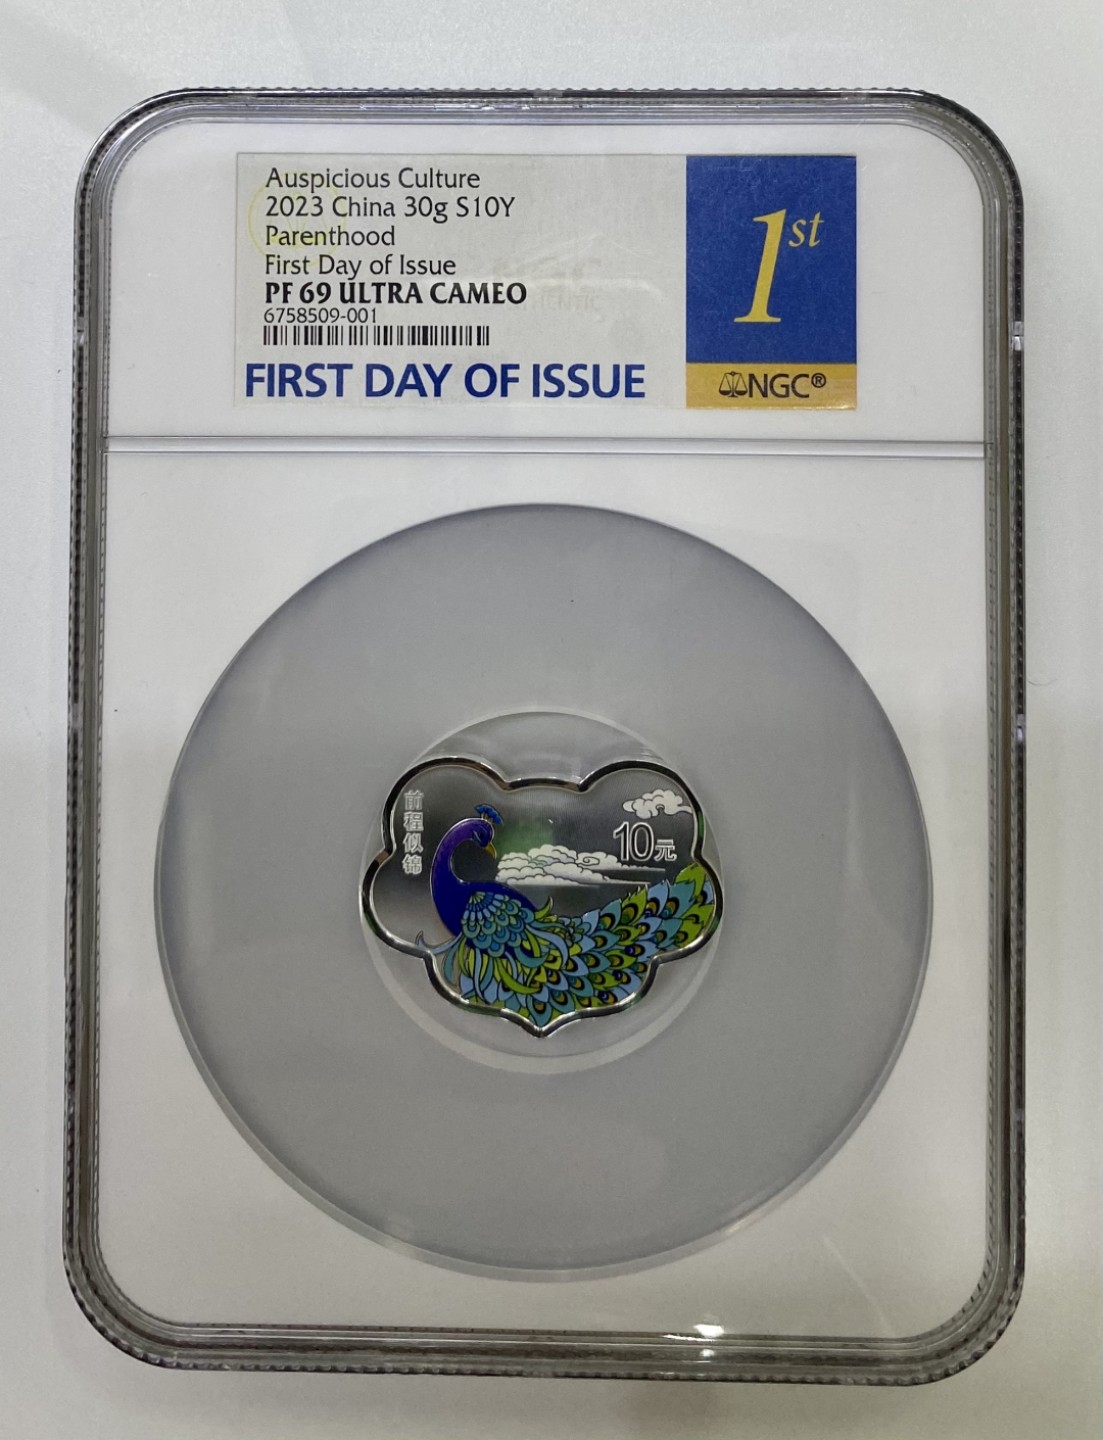 Auspicious Culture
2023 China 30g S10Y
Parenthood
First Day of Issue
PF 69 ULTRA CAMEO
6758509-001
FIRST DAY OF ISSUE
1st
NGC®
前程似锦
10元